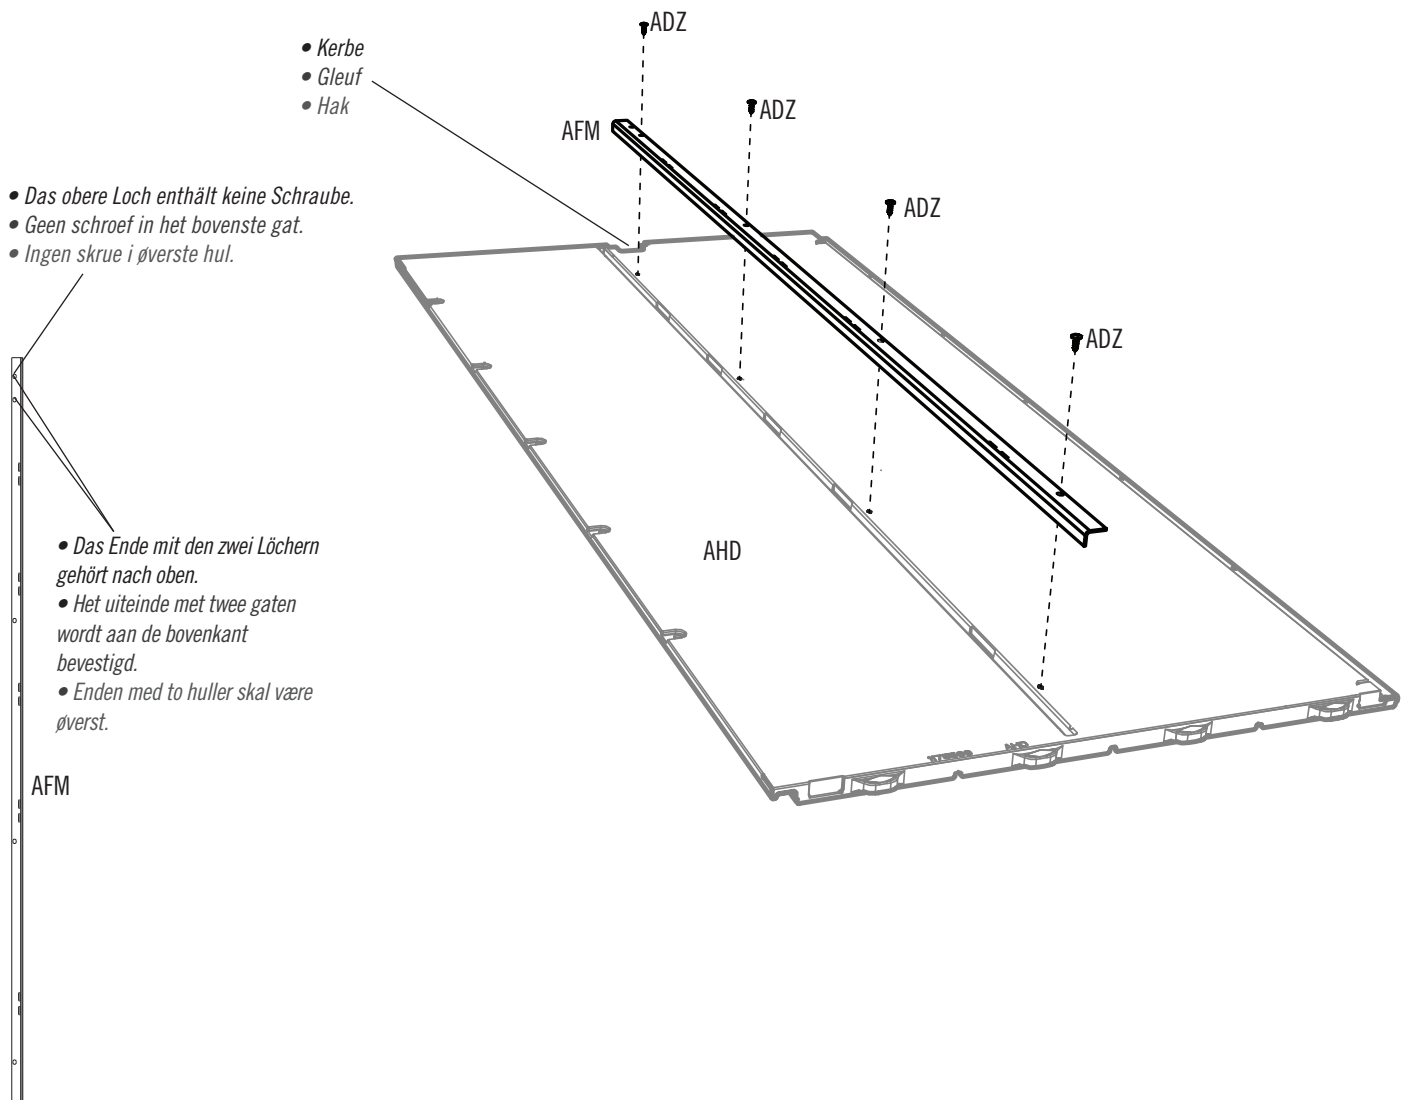 ADZ
• Kerbe
• Gleuf
• Hak
ADZ
AFM
• Das obere Loch enthält keine Schraube.
• Geen schroef in het bovenste gat.
• Ingen skrue i øverste hul.
ADZ
ADZ
• Das Ende mit den zwei Löchern
gehört nach oben.
• Het uiteinde met twee gaten
wordt aan de bovenkant
bevestigd.
• Enden med to huller skal være
øverst.
AHD
AHD
AFM